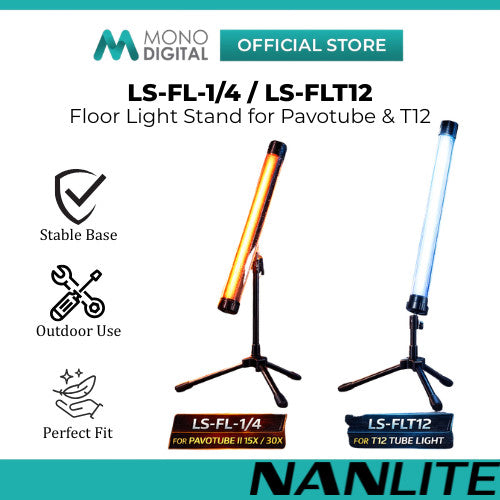 MONO
DIGITAL
OFFICIAL STORE
LS-FL-1/4 / LS-FLT12
Floor Light Stand for Pavotube & T12
Stable Base
Outdoor Use
Perfect Fit
LS-FL-1/4
FOR PAVOTUBE II 15X / 30X
LS-FLT12
FOR T12 TUBE LIGHT
NANLITE